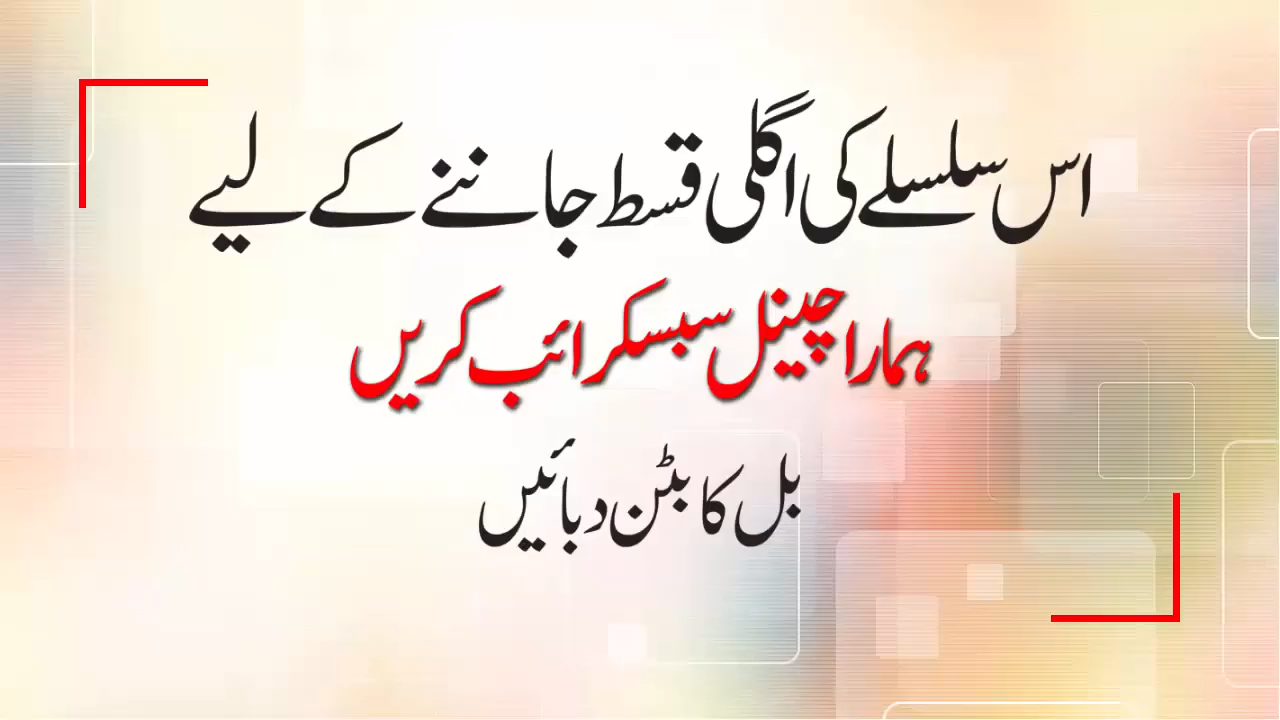 اس سلسلے کی اگلی قسط جاننے کے لیے
ہمارا چینل سبسکرائب کریں
بل کا بٹن دبائیں